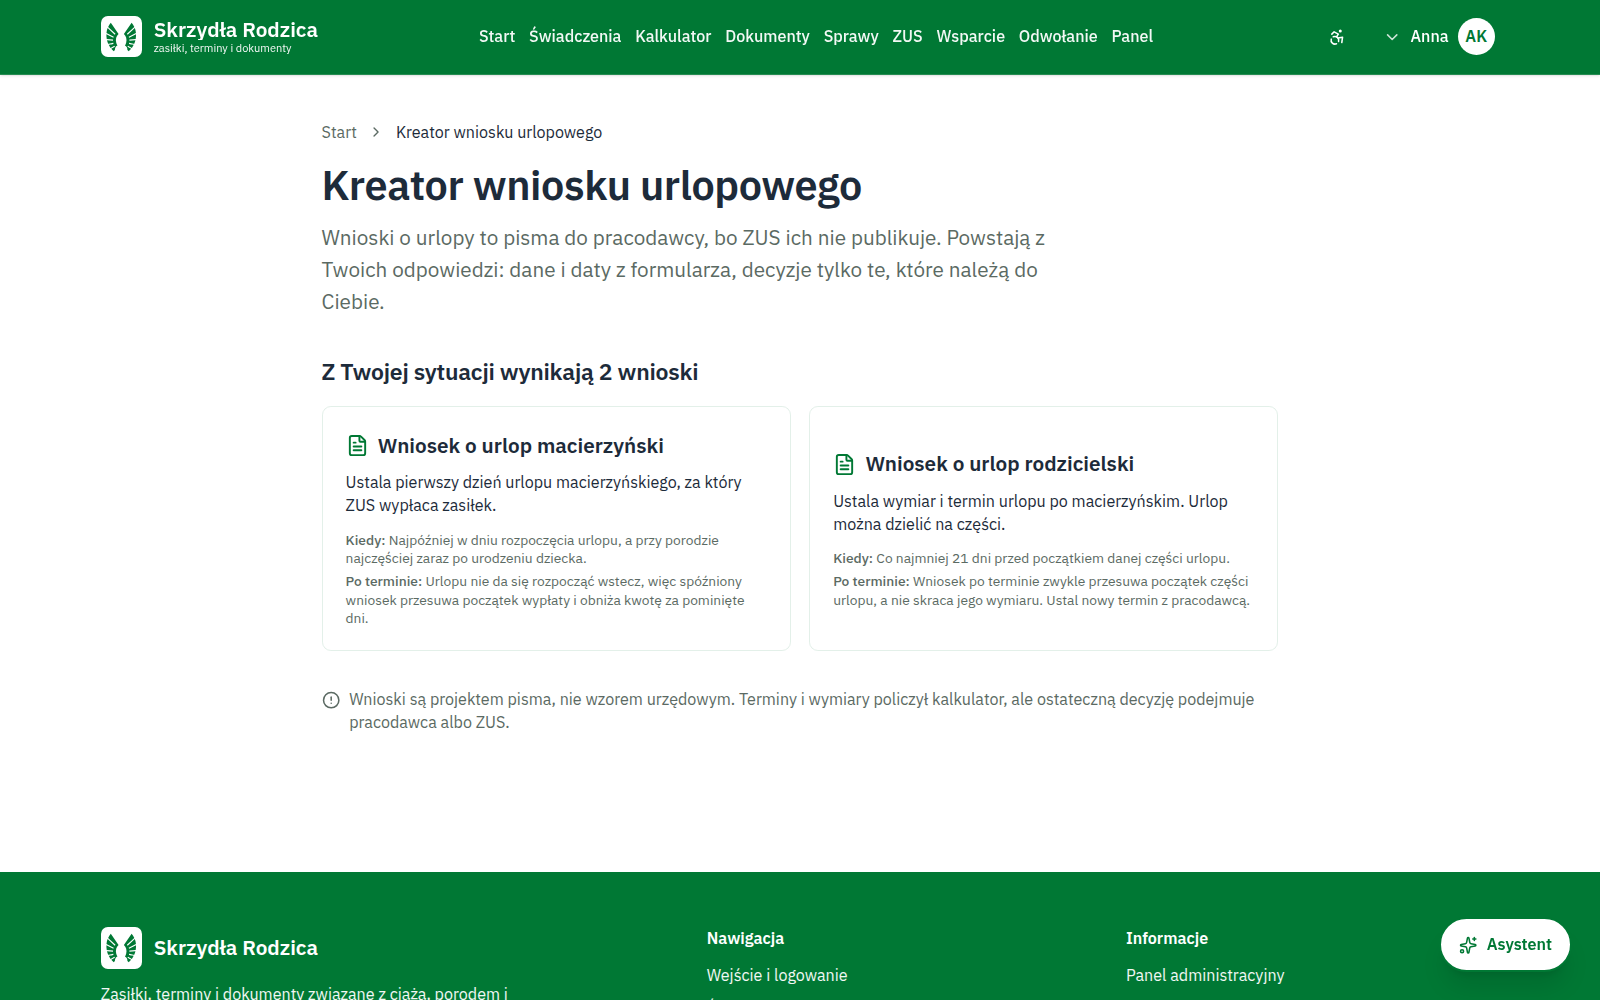 Skrzydła Rodzica
zasiłki, terminy i dokumenty
Start Świadczenia Kalkulator Dokumenty Sprawy ZUS Wsparcie Odwołanie Panel
Anna AK
Start > Kreator wniosku urlopowego
Kreator wniosku urlopowego
Wnioski o urlopy to pisma do pracodawcy, bo ZUS ich nie publikuje. Powstają z
Twoich odpowiedzi: dane i daty z formularza, decyzje tylko te, które należą do
Ciebie.
Z Twojej sytuacji wynikają 2 wnioski
Wniosek o urlop macierzyński
Ustala pierwszy dzień urlopu macierzyńskiego, za który
ZUS wypłaca zasiłek.
Kiedy: Najpóźniej w dniu rozpoczęcia urlopu, a przy porodzie
najczęściej zaraz po urodzeniu dziecka.
Po terminie: Urlopu nie da się rozpocząć wstecz, więc spóźniony
wniosek przesuwa początek wypłaty i obniża kwotę za pominięte
dni.
Wniosek o urlop rodzicielski
Ustala wymiar i termin urlopu po macierzyńskim. Urlop
można dzielić na części.
Kiedy: Co najmniej 21 dni przed początkiem danej części urlopu.
Po terminie: Wniosek po terminie zwykle przesuwa początek części
urlopu, a nie skraca jego wymiaru. Ustal nowy termin z pracodawcą.
Wnioski są projektem pisma, nie wzorem urzędowym. Terminy i wymiary policzył kalkulator, ale ostateczną decyzję podejmuje
pracodawca albo ZUS.
Skrzydła Rodzica
Zasiłki, terminy i dokumenty związane z ciążą, porodem i
Nawigacja
Wejście i logowanie
Informacje
Panel administracyjny
Asystent